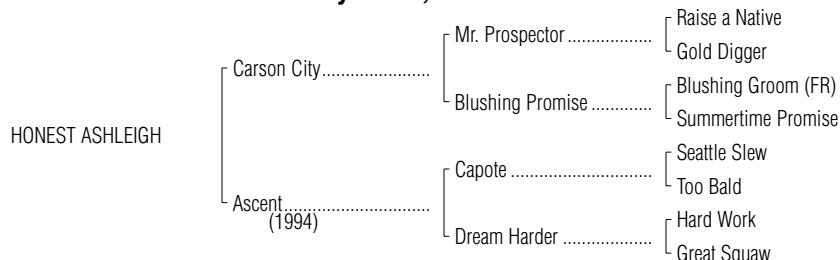 Raise a Native
Mr. Prospector
Gold Digger
Carson City
Blushing Groom (FR)
Blushing Promise
Summertime Promise
HONEST ASHLEIGH
Seattle Slew
Capote
Too Bald
Ascent
(1994)
Hard Work
Dream Harder
Great Squaw